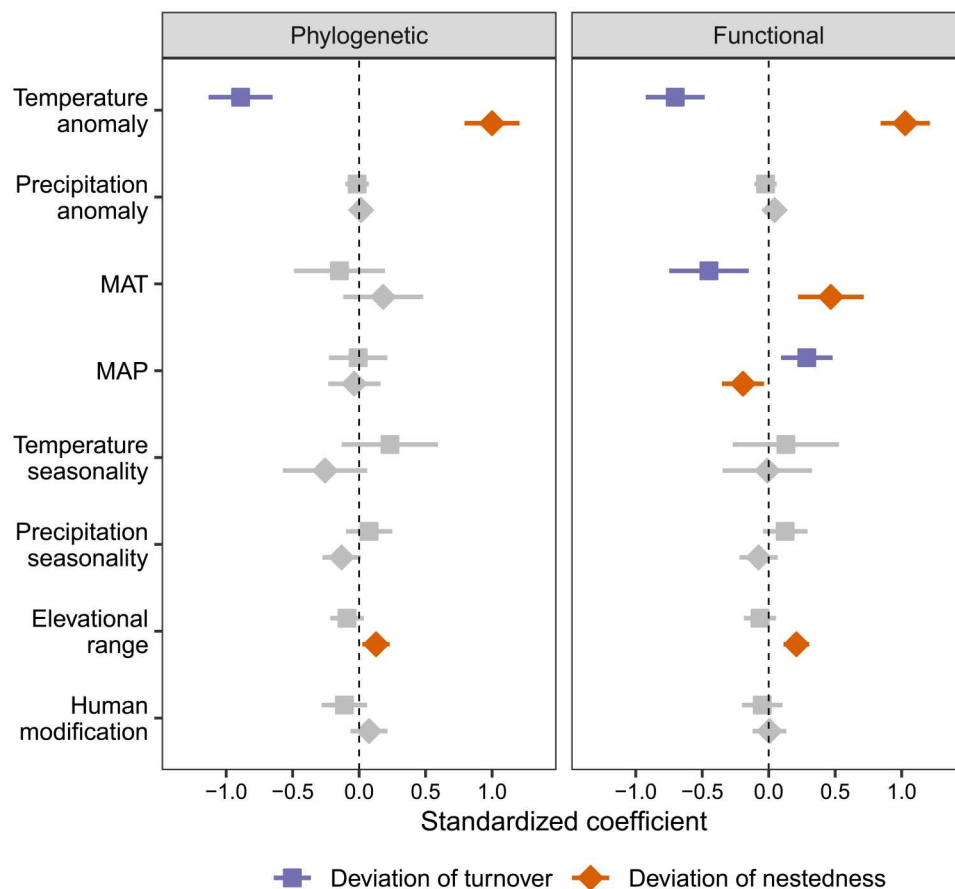 Phylogenetic
Functional
Temperature
anomaly
Precipitation
anomaly
MAT
MAP
Temperature
seasonality
Precipitation
seasonality
Elevational
range
Human
modification
−1.0 −0.5 0.0 0.5 1.0
−1.0 −0.5 0.0 0.5 1.0
Standardized coefficient
Deviation of turnover
Deviation of nestedness